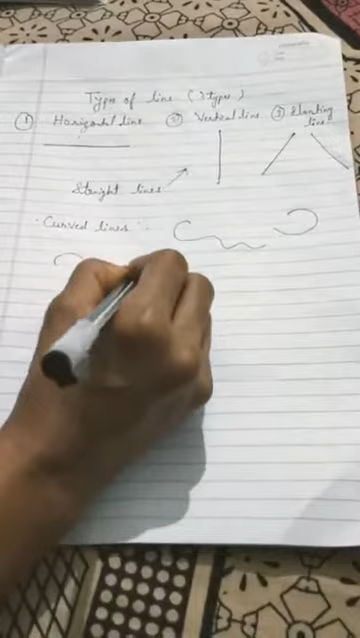 Type of line (3 types)
① Horizontal line ② Vertical line ③ Slanting line
Straight lines
Curved lines